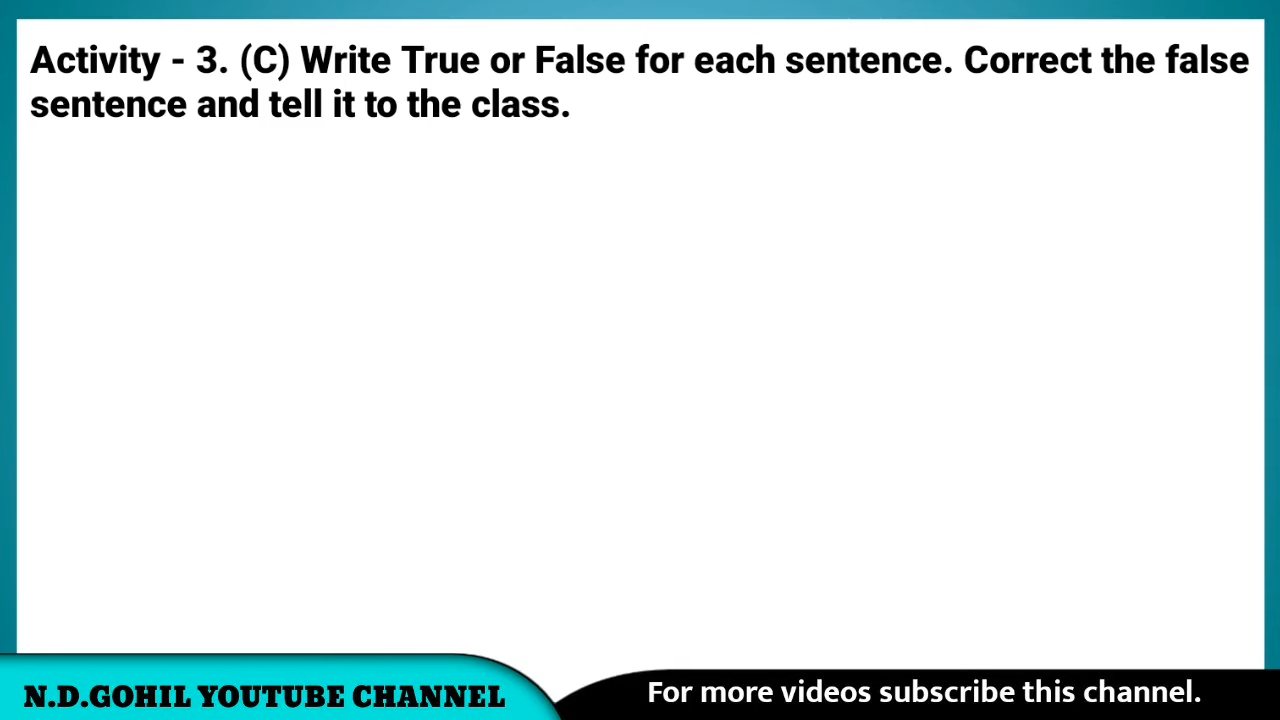 Activity - 3. (C) Write True or False for each sentence. Correct the false
sentence and tell it to the class.
N.D.GOHIL YOUTUBE CHANNEL
For more videos subscribe this channel.